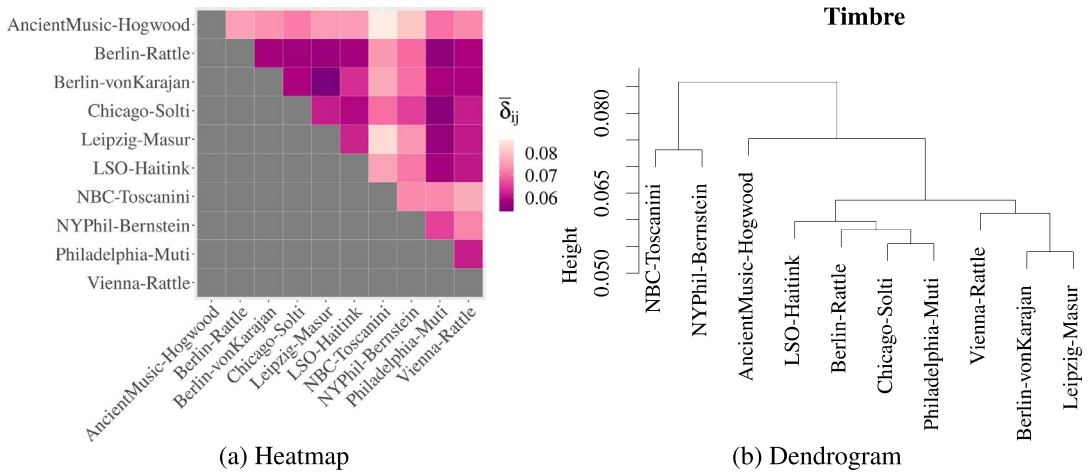 AncientMusic-Hogwood
Berlin-Rattle
Berlin-vonKarajan
Chicago-Solti
Leipzig-Masur
LSO-Haitink
NBC-Toscanini
NYPhil-Bernstein
Philadelphia-Muti
Vienna-Rattle
AncientMusic-Hogwood
Berlin-Rattle
Berlin-vonKarajan
Chicago-Solti
Leipzig-Masur
LSO-Haitink
NBC-Toscanini
NYPhil-Bernstein
Philadelphia-Muti
Vienna-Rattle
δ̅ij
0.08
0.07
0.06
(a) Heatmap
Timbre
Height
0.080
0.065
0.050
NBC-Toscanini
NYPhil-Bernstein
AncientMusic-Hogwood
LSO-Haitink
Berlin-Rattle
Chicago-Solti
Philadelphia-Muti
Vienna-Rattle
Berlin-vonKarajan
Leipzig-Masur
(b) Dendrogram